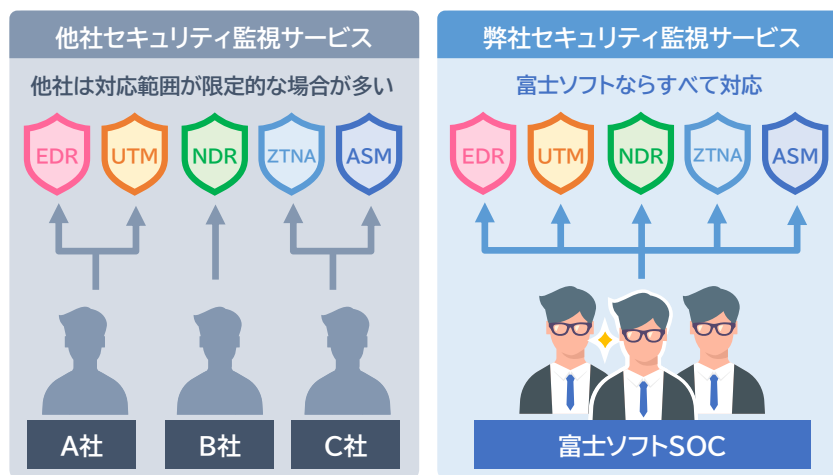 他社セキュリティ監視サービス
他社は対応範囲が限定的な場合が多い
EDR
UTM
NDR
ZTNA
ASM
A社
B社
C社
弊社セキュリティ監視サービス
富士ソフトならすべて対応
EDR
UTM
NDR
ZTNA
ASM
富士ソフトSOC